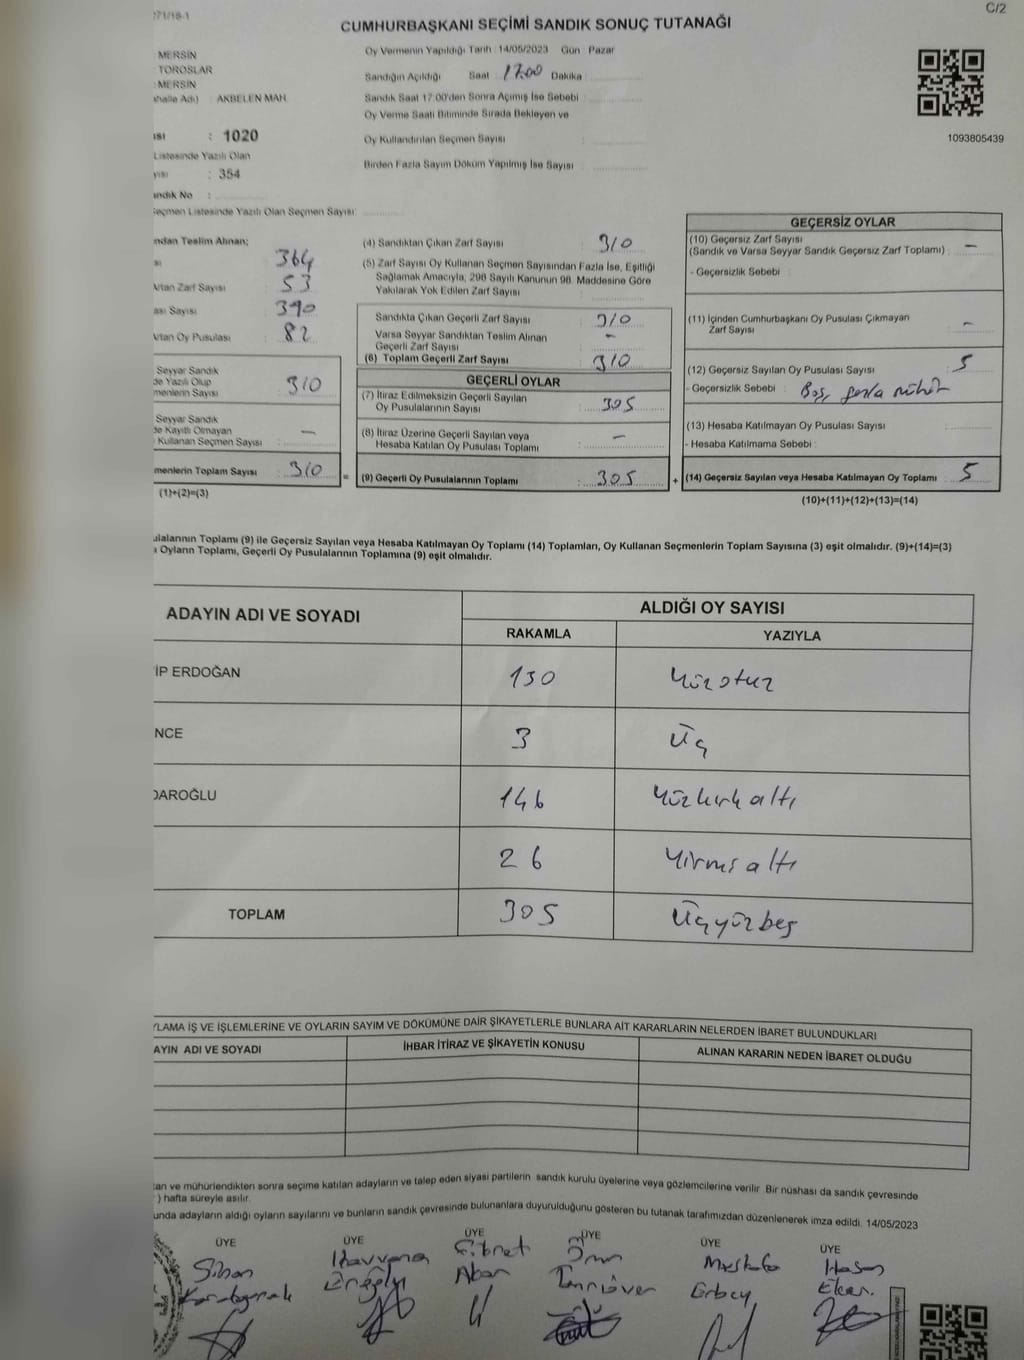 271/18-1
C/2
CUMHURBAŞKANI SEÇİMİ SANDIK SONUÇ TUTANAĞI
MERSİN
TOROSLAR
MERSİN
ahalle Adı) : AKBELEN MAH.
Oy Vermenin Yapıldığı Tarih : 14/05/2023 Gün : Pazar
Sandığın Açıldığı Saat : 17.00 Dakika :
Sandık Saat 17:00'den Sonra Açımış İse Sebebi :
Oy Verme Saati Bitiminde Sırada Bekleyen ve
Oy Kullandırılan Seçmen Sayısı :
Birden Fazla Sayım Döküm Yapılmış İse Sayısı :
1093805439
ısı : 1020
Listesinde Yazılı Olan
yısı : 354
andık No :
Seçmen Listesinde Yazılı Olan Seçmen Sayısı:
ndan Teslim Alınan;
sı 364
Artan Zarf Sayısı 53
ası Sayısı 390
Artan Oy Pusulası 82
Seyyar Sandık
de Yazılı Olup
menlerin Sayısı 310
Seyyar Sandık
de Kayıtlı Olmayan
Kullanan Seçmen Sayısı : —
menlerin Toplam Sayısı 310 =
(1)+(2)=(3)
(4) Sandıktan Çıkan Zarf Sayısı : 310
(5) Zarf Sayısı Oy Kullanan Seçmen Sayısından Fazla İse, Eşitliği
Sağlamak Amacıyla, 298 Sayılı Kanunun 98. Maddesine Göre
Yakılarak Yok Edilen Zarf Sayısı :
Sandıkta Çıkan Geçerli Zarf Sayısı : 310
Varsa Seyyar Sandıktan Teslim Alınan
Geçerli Zarf Sayısı : -
(6) Toplam Geçerli Zarf Sayısı : 310
GEÇERLİ OYLAR
(7) İtiraz Edilmeksizin Geçerli Sayılan
Oy Pusulalarının Sayısı : 305
(8) İtiraz Üzerine Geçerli Sayılan veya
Hesaba Katılan Oy Pusulası Toplamı : —
(9) Geçerli Oy Pusulalarının Toplamı : 305 +
GEÇERSİZ OYLAR
(10) Geçersiz Zarf Sayısı
(Sandık ve Varsa Seyyar Sandık Geçersiz Zarf Toplamı) : —
- Geçersizlik Sebebi :
(11) İçinden Cumhurbaşkanı Oy Pusulası Çıkmayan
Zarf Sayısı : -
(12) Geçersiz Sayılan Oy Pusulası Sayısı : 5
- Geçersizlik Sebebi : Boş, fazla mühür
(13) Hesaba Katılmayan Oy Pusulası Sayısı :
- Hesaba Katılmama Sebebi :
(14) Geçersiz Sayılan veya Hesaba Katılmayan Oy Toplamı : 5
(10)+(11)+(12)+(13)=(14)
ulalarının Toplamı (9) ile Geçersiz Sayılan veya Hesaba Katılmayan Oy Toplamı (14) Toplamları, Oy Kullanan Seçmenlerin Toplam Sayısına (3) eşit olmalıdır. (9)+(14)=(3)
ı Oyların Toplamı, Geçerli Oy Pusulalarının Toplamına (9) eşit olmalıdır.
ADAYIN ADI VE SOYADI ALDIĞI OY SAYISI
RAKAMLA YAZIYLA
İP ERDOĞAN 130 Yüzotuz
NCE 3 Üç
DAROĞLU 146 Yüzkırkaltı
26 Yirmialtı
TOPLAM 305 Üçyüzbeş
YLAMA İŞ VE İŞLEMLERİNE VE OYLARIN SAYIM VE DÖKÜMÜNE DAİR ŞİKAYETLERLE BUNLARA AİT KARARLARIN NELERDEN İBARET BULUNDUKLARI
AYIN ADI VE SOYADI İHBAR İTİRAZ VE ŞİKAYETİN KONUSU ALINAN KARARIN NEDEN İBARET OLDUĞU
an ve mühürlendikten sonra seçime katılan adayların ve talep eden siyasi partilerin sandık kurulu üyelerine veya gözlemcilerine verilir. Bir nüshası da sandık çevresinde
) hafta süreyle asılır.
unda adayların aldığı oyların sayılarını ve bunların sandık çevresinde bulunanlara duyurulduğunu gösteren bu tutanak tarafımızdan düzenlenerek imza edildi. 14/05/2023
ÜYE ÜYE ÜYE ÜYE ÜYE ÜYE
Mustafa Hasan